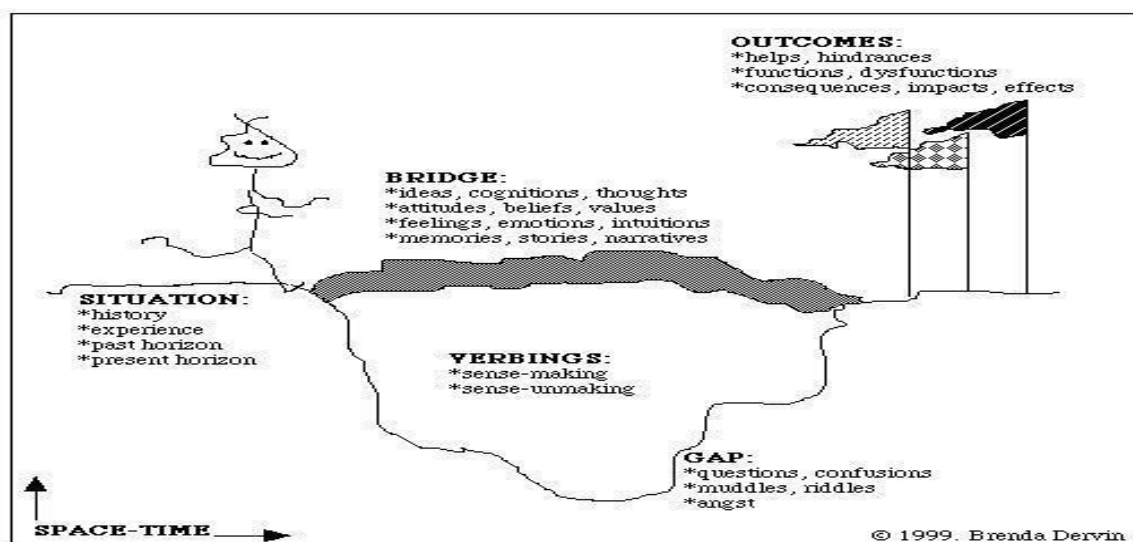 OUTCOMES:
*helps, hindrances
*functions, dysfunctions
*consequences, impacts, effects
BRIDGE:
*ideas, cognitions, thoughts
*attitudes, beliefs, values
*feelings, emotions, intuitions
*memories, stories, narratives
SITUATION:
*history
*experience
*past horizon
*present horizon
VERBINGS:
*sense-making
*sense-unmaking
GAP:
*questions, confusions
*muddles, riddles
*angst
SPACE-TIME
© 1999. Brenda Dervin